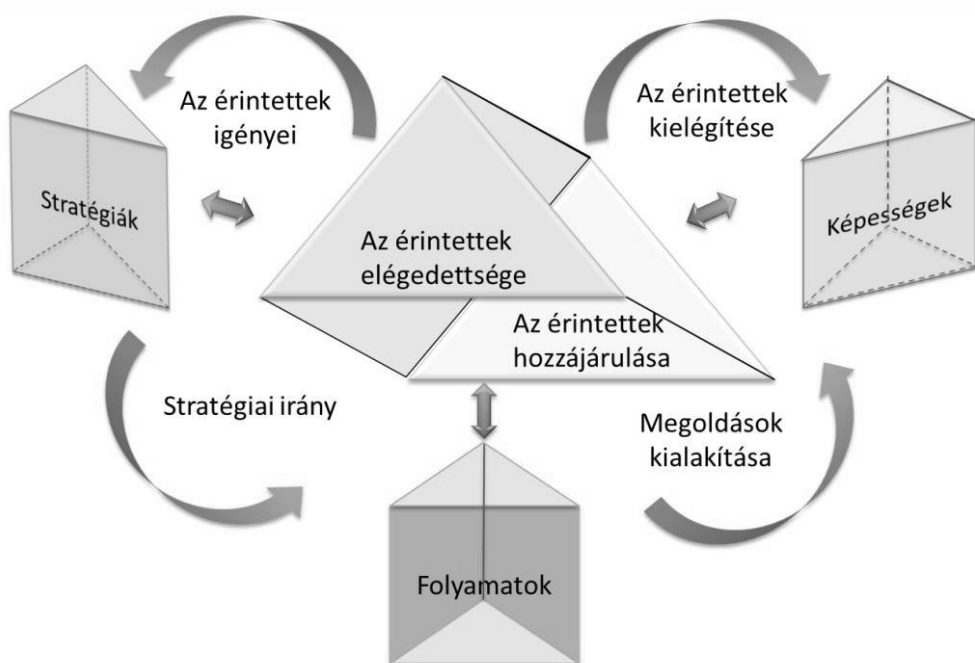 Az érintettek
igényei
Az érintettek
kielégítése
Stratégiák
Képességek
Az érintettek
elégedettsége
Az érintettek
hozzájárulása
Stratégiai irány
Megoldások
kialakítása
Folyamatok